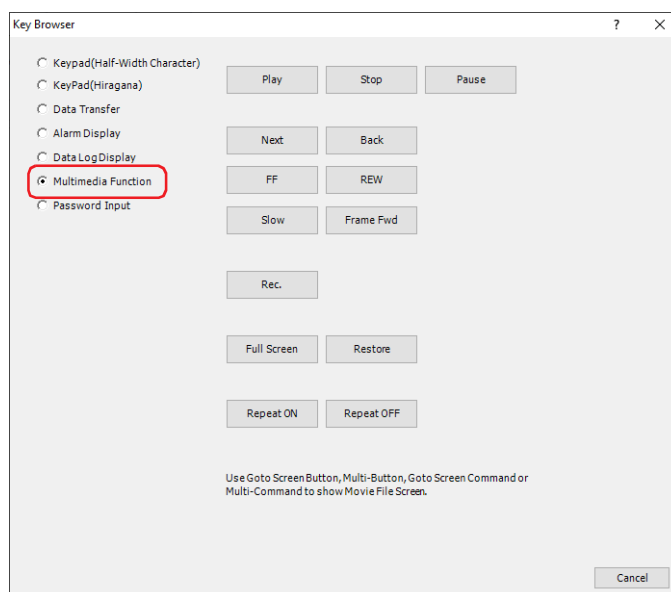 Key Browser
?
Keypad(Half-Width Character)
KeyPad(Hiragana)
Data Transfer
Alarm Display
Data Log Display
Multimedia Function
Password Input
Play Stop Pause
Next Back
FF REW
Slow Frame Fwd
Rec.
Full Screen Restore
Repeat ON Repeat OFF
Use Goto Screen Button, Multi-Button, Goto Screen Command or
Multi-Command to show Movie File Screen.
Cancel